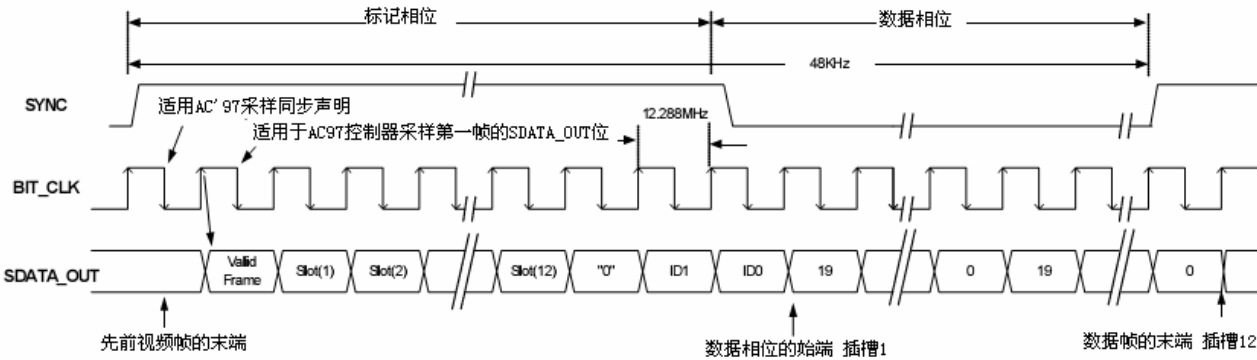 标记相位
数据相位
48KHz
SYNC
适用AC'97采样同步声明
12.288MHz
适用于AC97控制器采样第一帧的SDATA_OUT位
BIT_CLK
SDATA_OUT
Valid
Frame
Slot(1)
Slot(2)
Slot(12)
"0"
ID1
ID0
19
0
19
0
先前视频帧的末端
数据相位的始端 插槽1
数据帧的末端 插槽12